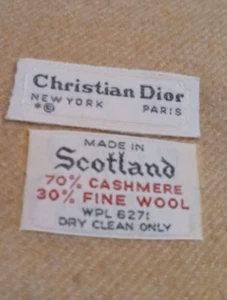 Christian Dior
NEW YORK PARIS
MADE IN
Scotland
70% CASHMERE
30% FINE WOOL
WPL 6271
DRY CLEAN ONLY